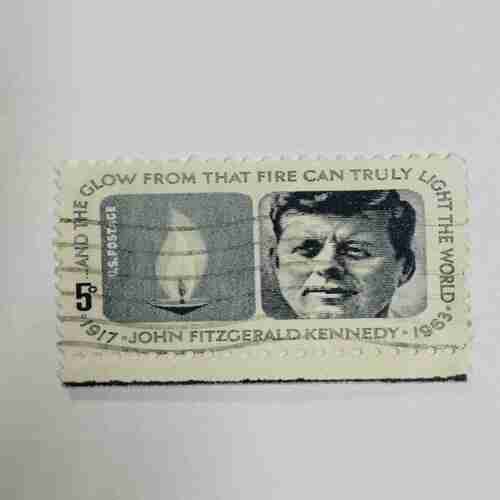 ...AND THE GLOW FROM THAT FIRE CAN TRULY LIGHT THE WORLD.
U.S. POSTAGE
5¢
1917 · JOHN FITZGERALD KENNEDY · 1963